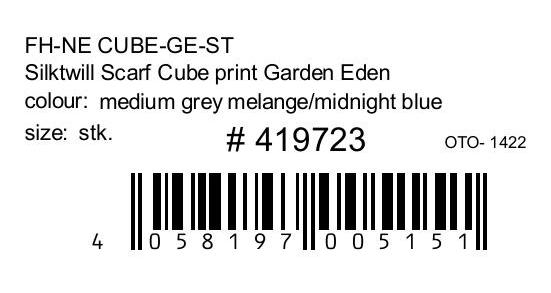 FH-NE CUBE-GE-ST
Silktwill Scarf Cube print Garden Eden
colour: medium grey melange/midnight blue
size: stk.
# 419723
OTO- 1422
4 058197 005151